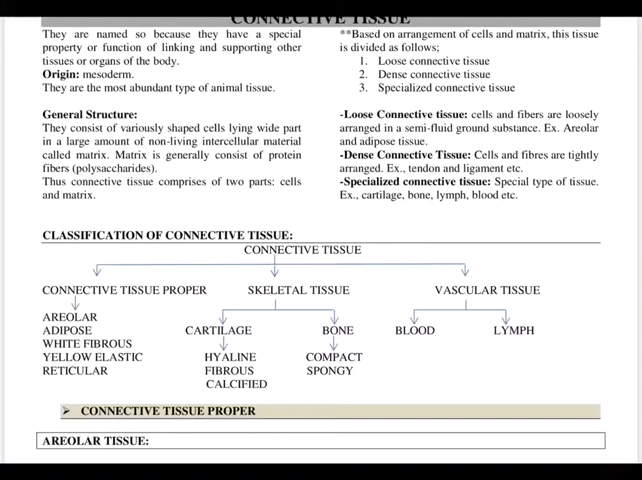 CONNECTIVE TISSUE
They are named so because they have a special
property or function of linking and supporting other
tissues or organs of the body.
Origin: mesoderm.
They are the most abundant type of animal tissue.
General Structure:
They consist of variously shaped cells lying wide part
in a large amount of non-living intercellular material
called matrix. Matrix is generally consist of protein
fibers (polysaccharides).
Thus connective tissue comprises of two parts: cells
and matrix.
**Based on arrangement of cells and matrix, this tissue
is divided as follows;
1. Loose connective tissue
2. Dense connective tissue
3. Specialized connective tissue
-Loose Connective tissue: cells and fibers are loosely
arranged in a semi-fluid ground substance. Ex. Areolar
and adipose tissue.
-Dense Connective Tissue: Cells and fibres are tightly
arranged. Ex., tendon and ligament etc.
-Specialized connective tissue: Special type of tissue.
Ex., cartilage, bone, lymph, blood etc.
CLASSIFICATION OF CONNECTIVE TISSUE:
CONNECTIVE TISSUE
CONNECTIVE TISSUE PROPER SKELETAL TISSUE VASCULAR TISSUE
AREOLAR
ADIPOSE CARTILAGE BONE BLOOD LYMPH
WHITE FIBROUS
YELLOW ELASTIC HYALINE COMPACT
RETICULAR FIBROUS SPONGY
CALCIFIED
➢ CONNECTIVE TISSUE PROPER
AREOLAR TISSUE: